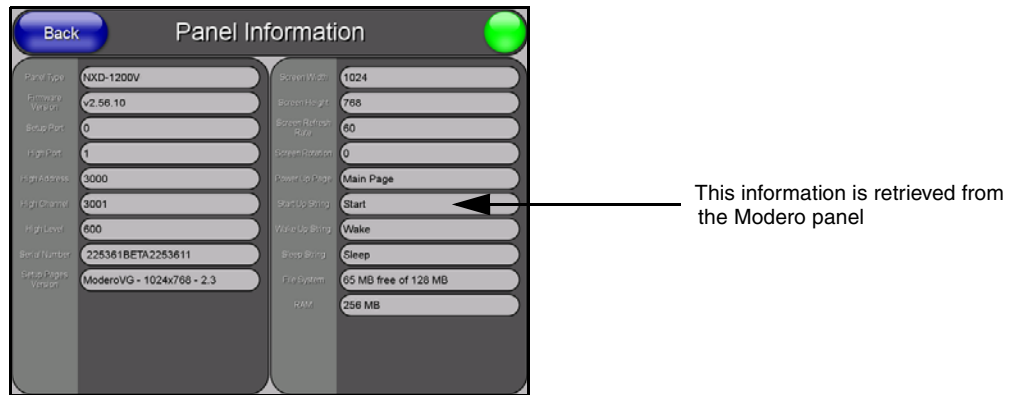 Back
Panel Information
Panel Type NXD-1200V
Firmware
Version v2.56.10
Setup Port 0
High Port 1
High Address 3000
High Channel 3001
High Level 600
Serial Number 225361BETA2253611
Setup Pages
Version ModeroVG - 1024x768 - 2.3
Screen Width 1024
Screen Height 768
Screen Refresh
Rate 60
Screen Rotation 0
Power Up Page Main Page
Start Up String Start
Wake Up String Wake
Sleep String Sleep
File System 65 MB free of 128 MB
RAM 256 MB
This information is retrieved from
the Modero panel